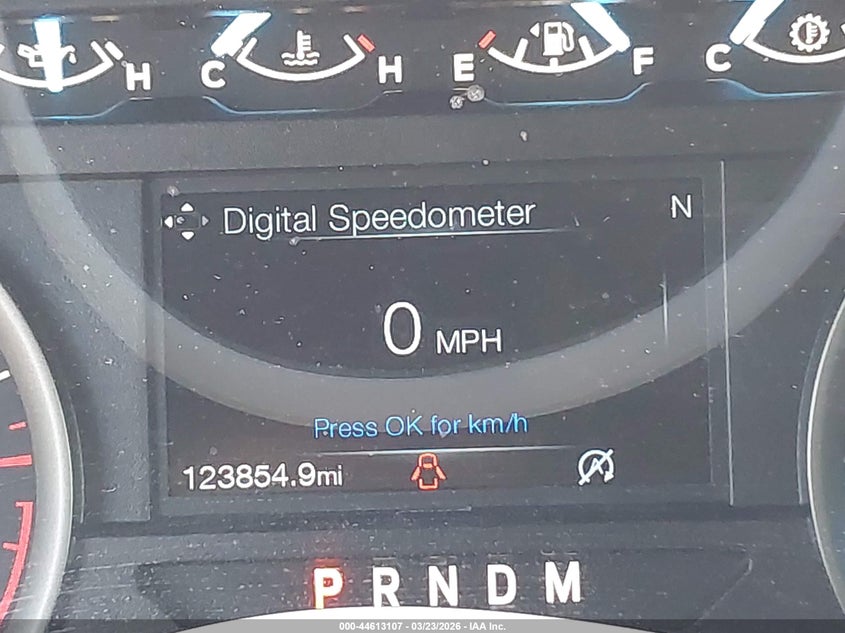 H C H E F C
Digital Speedometer N
0 MPH
Press OK for km/h
123854.9mi
P R N D M
000-44613107 - 03/23/2026 - IAA Inc.